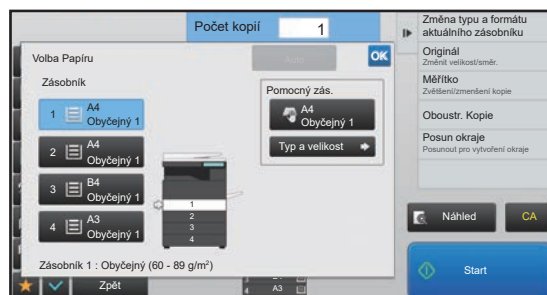 Počet kopií 1
Volba Papíru
Auto
OK
Zásobník
1 A4
Obyčejný 1
2 A4
Obyčejný 1
3 B4
Obyčejný 1
4 A3
Obyčejný 1
1
2
3
4
Pomocný zás.
A4
Obyčejný 1
Typ a velikost
Zásobník 1 : Obyčejný (60 - 89 g/m²)
Zpět
4 A3
Změna typu a formátu
aktuálního zásobníku
Originál
Změnit velikost/směr.
Měřítko
Zvětšení/zmenšení kopie
Oboustr. Kopie
Posun okraje
Posunout pro vytvoření okraje
Náhled
CA
Start